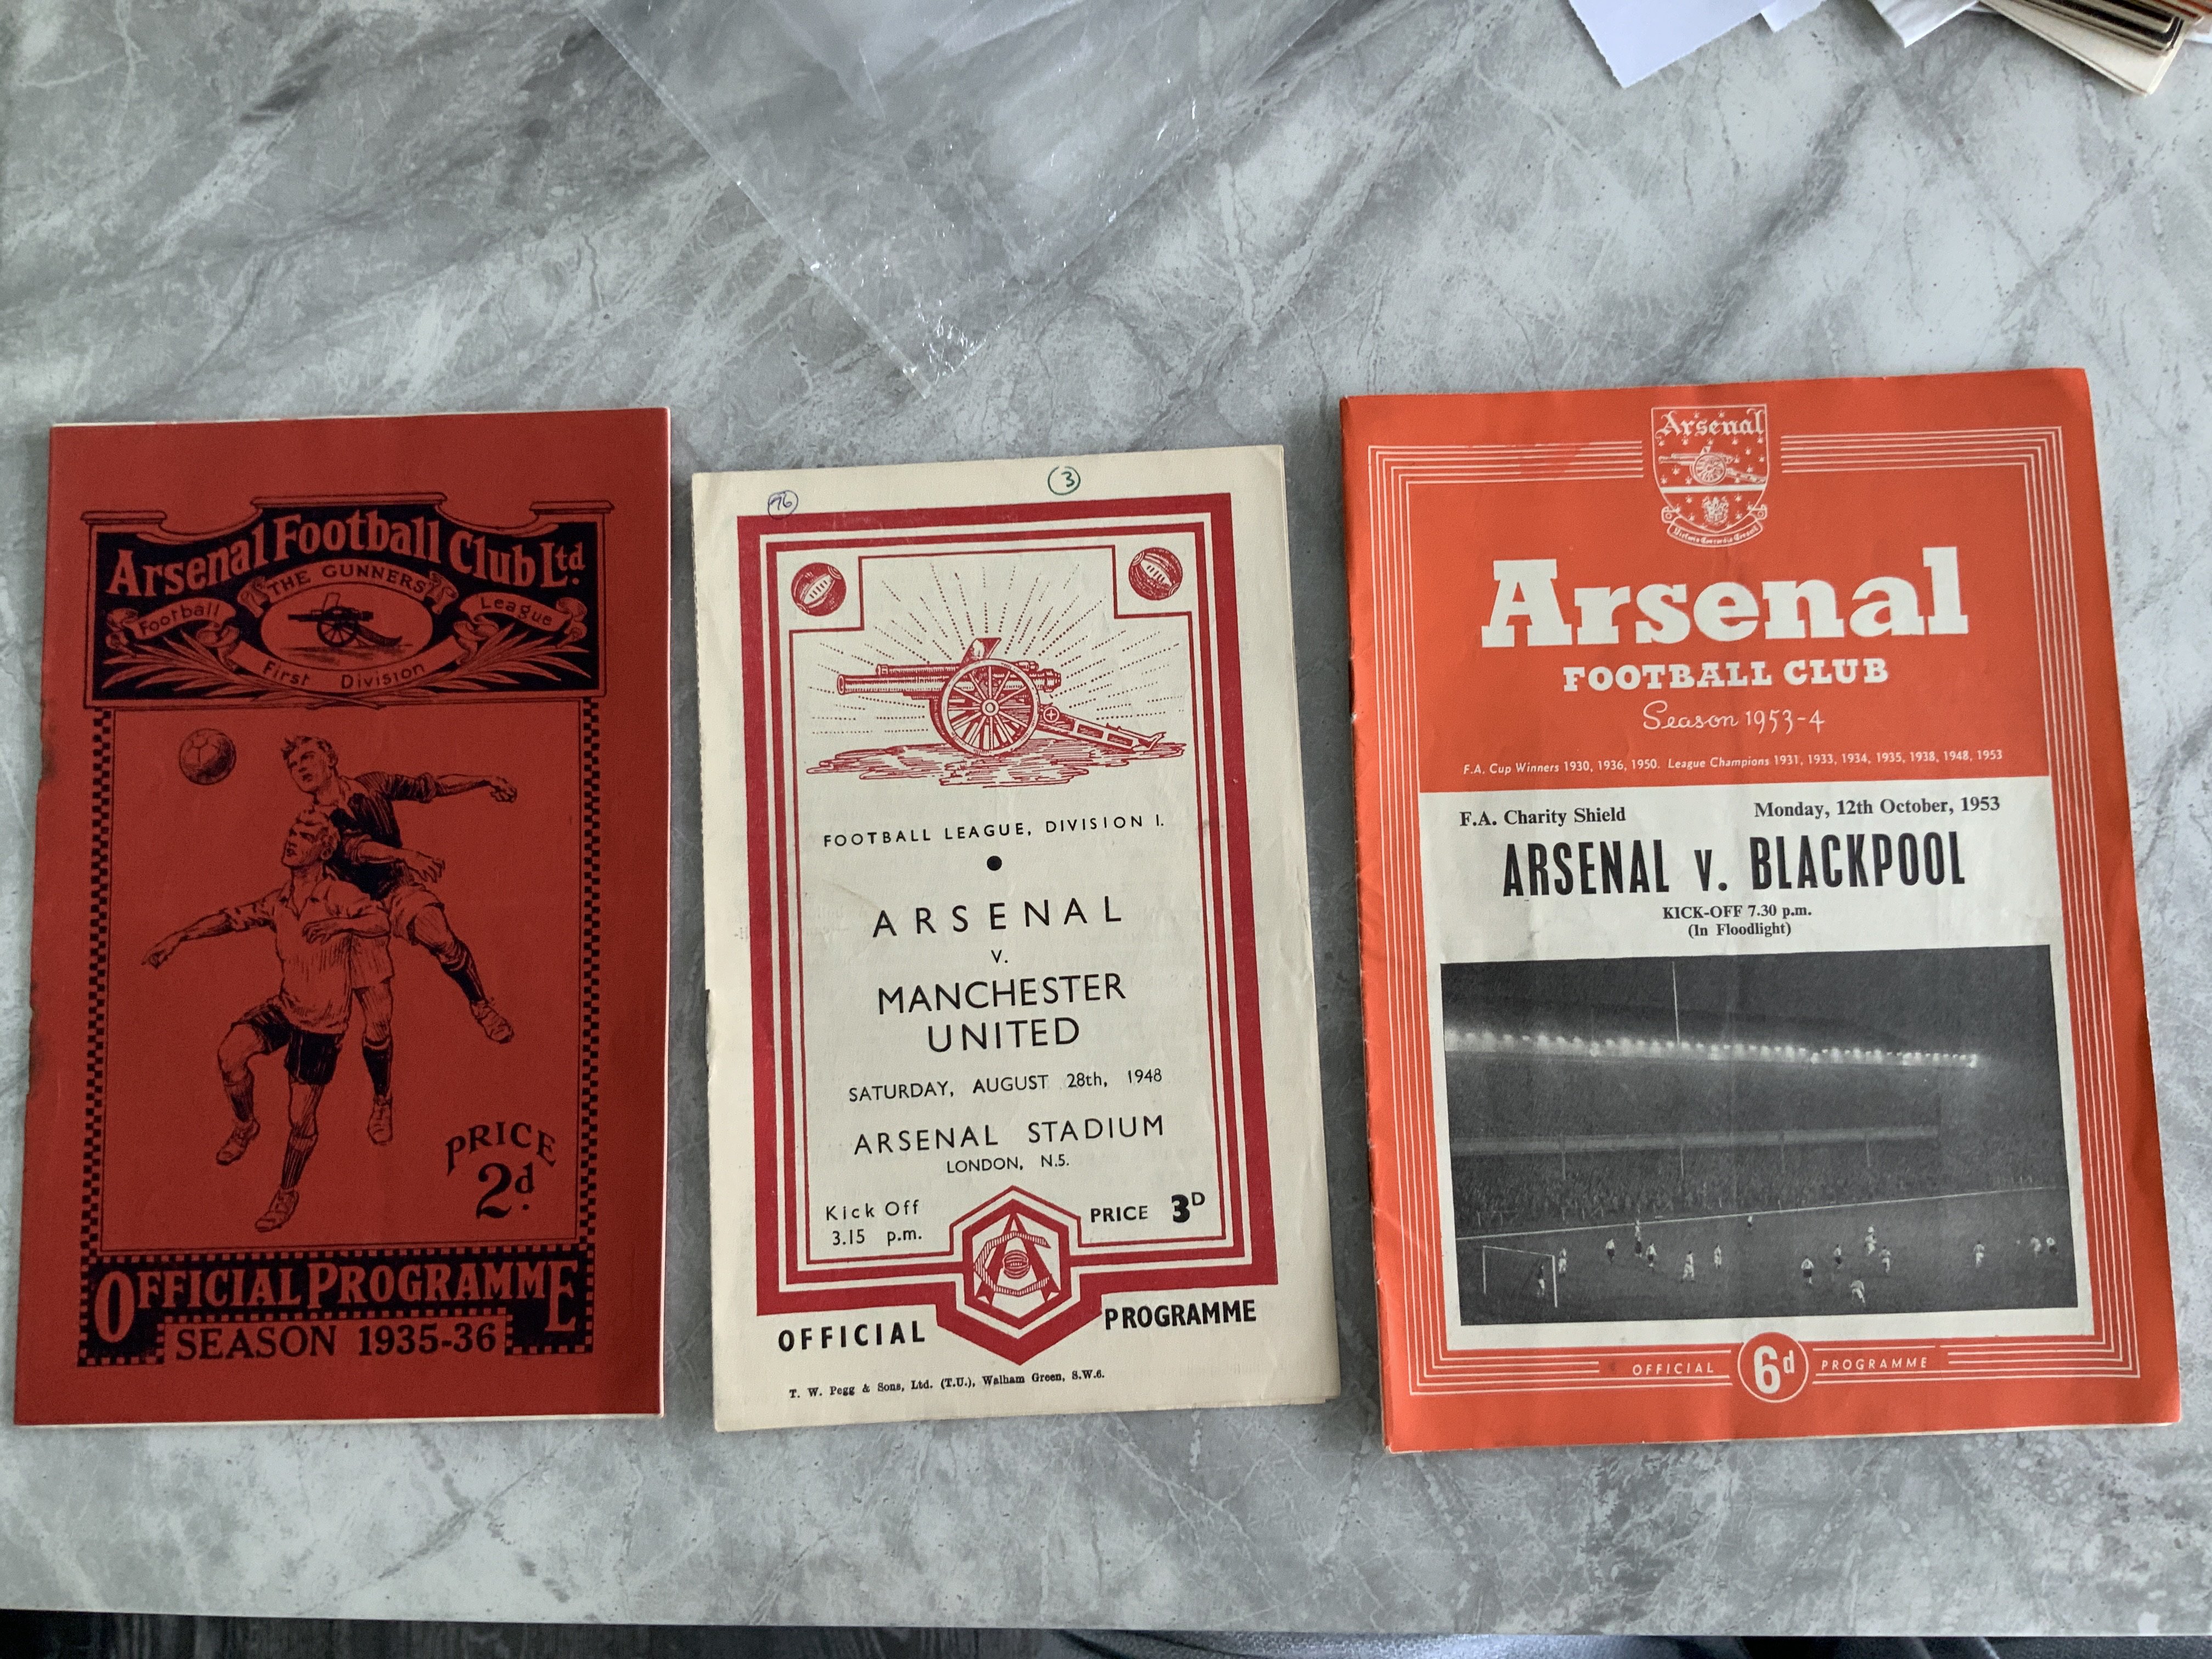 Arsenal Football Club Ltd.
THE GUNNERS
Football League
First Division
PRICE
2d.
OFFICIAL PROGRAMME
SEASON 1935-36
76
3
FOOTBALL LEAGUE, DIVISION I.
ARSENAL
v.
MANCHESTER
UNITED
SATURDAY, AUGUST 28th, 1948
ARSENAL STADIUM
LONDON, N.5.
Kick Off
3.15 p.m.
PRICE 3D
OFFICIAL PROGRAMME
T. W. Pegg & Sons, Ltd. (T.U.), Walham Green, S.W.6.
Arsenal
Victoria Concordia Crescit
Arsenal
FOOTBALL CLUB
Season 1953-4
F.A. Cup Winners 1930, 1936, 1950. League Champions 1931, 1933, 1934, 1935, 1938, 1948, 1953
F.A. Charity Shield Monday, 12th October, 1953
ARSENAL v. BLACKPOOL
KICK-OFF 7.30 p.m.
(In Floodlight)
OFFICIAL 6d PROGRAMME